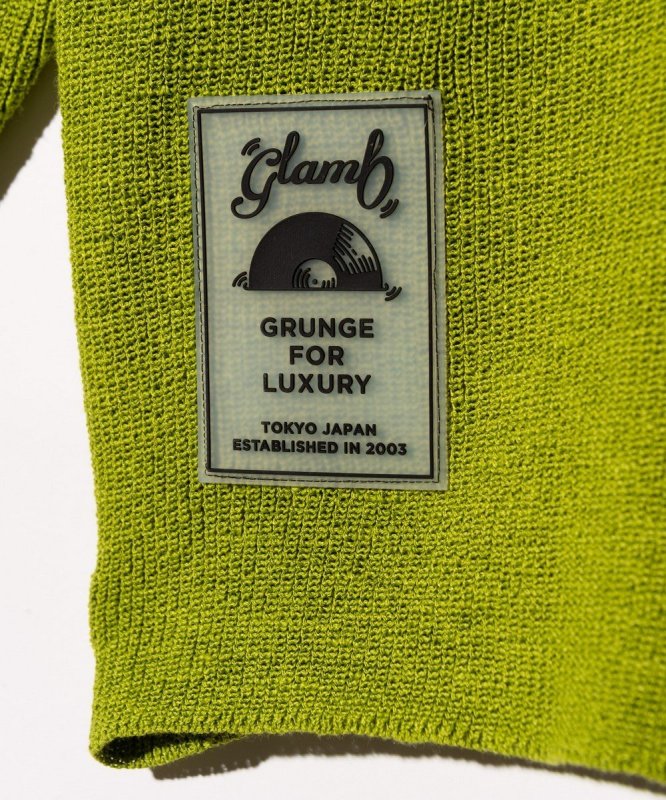 glamb
GRUNGE
FOR
LUXURY
TOKYO JAPAN
ESTABLISHED IN 2003